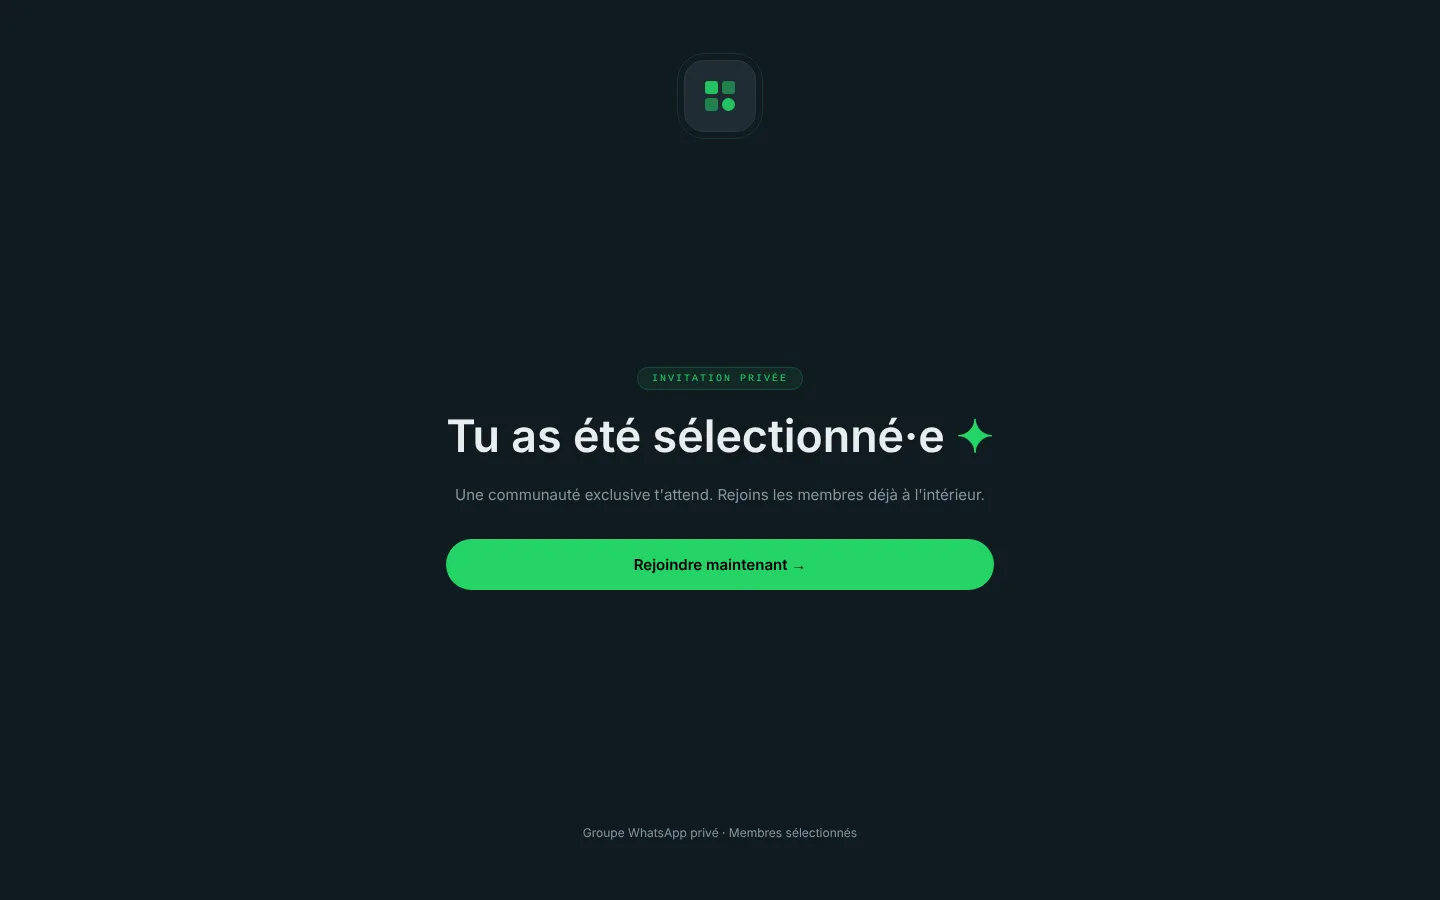 INVITATION PRIVÉE
Tu as été sélectionné·e ✦
Une communauté exclusive t'attend. Rejoins les membres déjà à l'intérieur.
Rejoindre maintenant →
Groupe WhatsApp privé · Membres sélectionnés